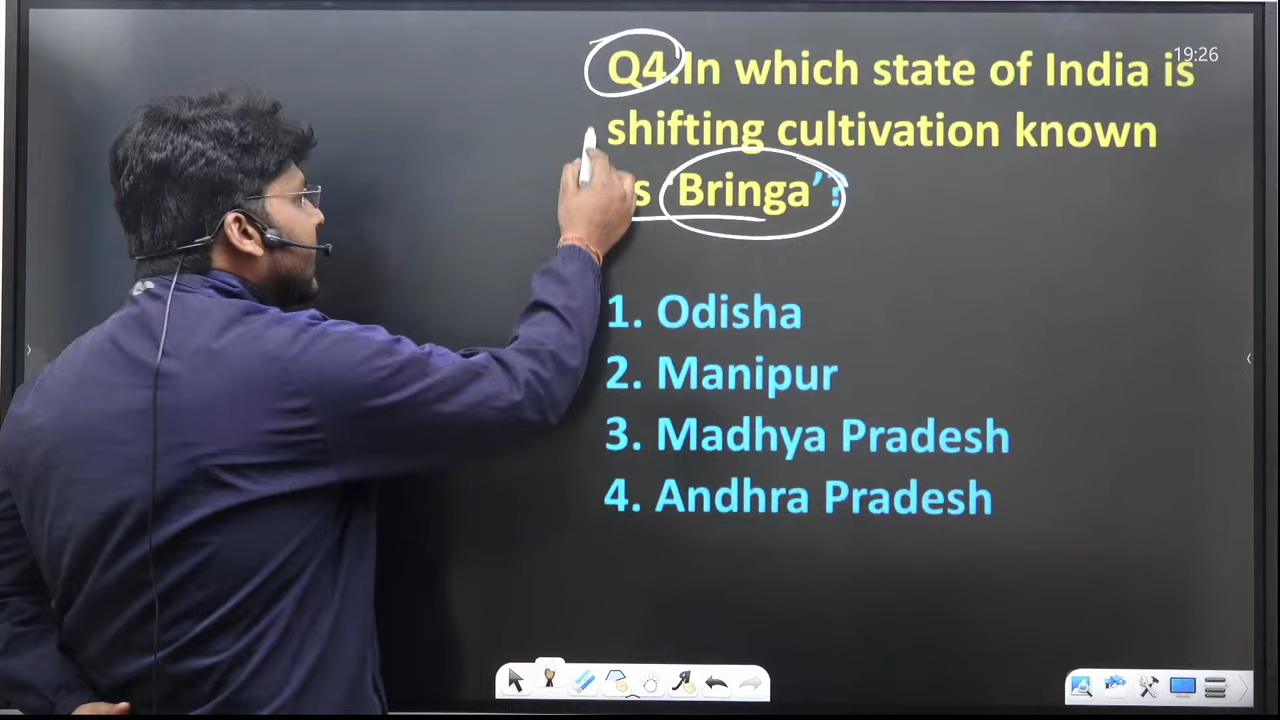 19:26
Q4.In which state of India is
shifting cultivation known
s ‘Bringa’?
1. Odisha
2. Manipur
3. Madhya Pradesh
4. Andhra Pradesh